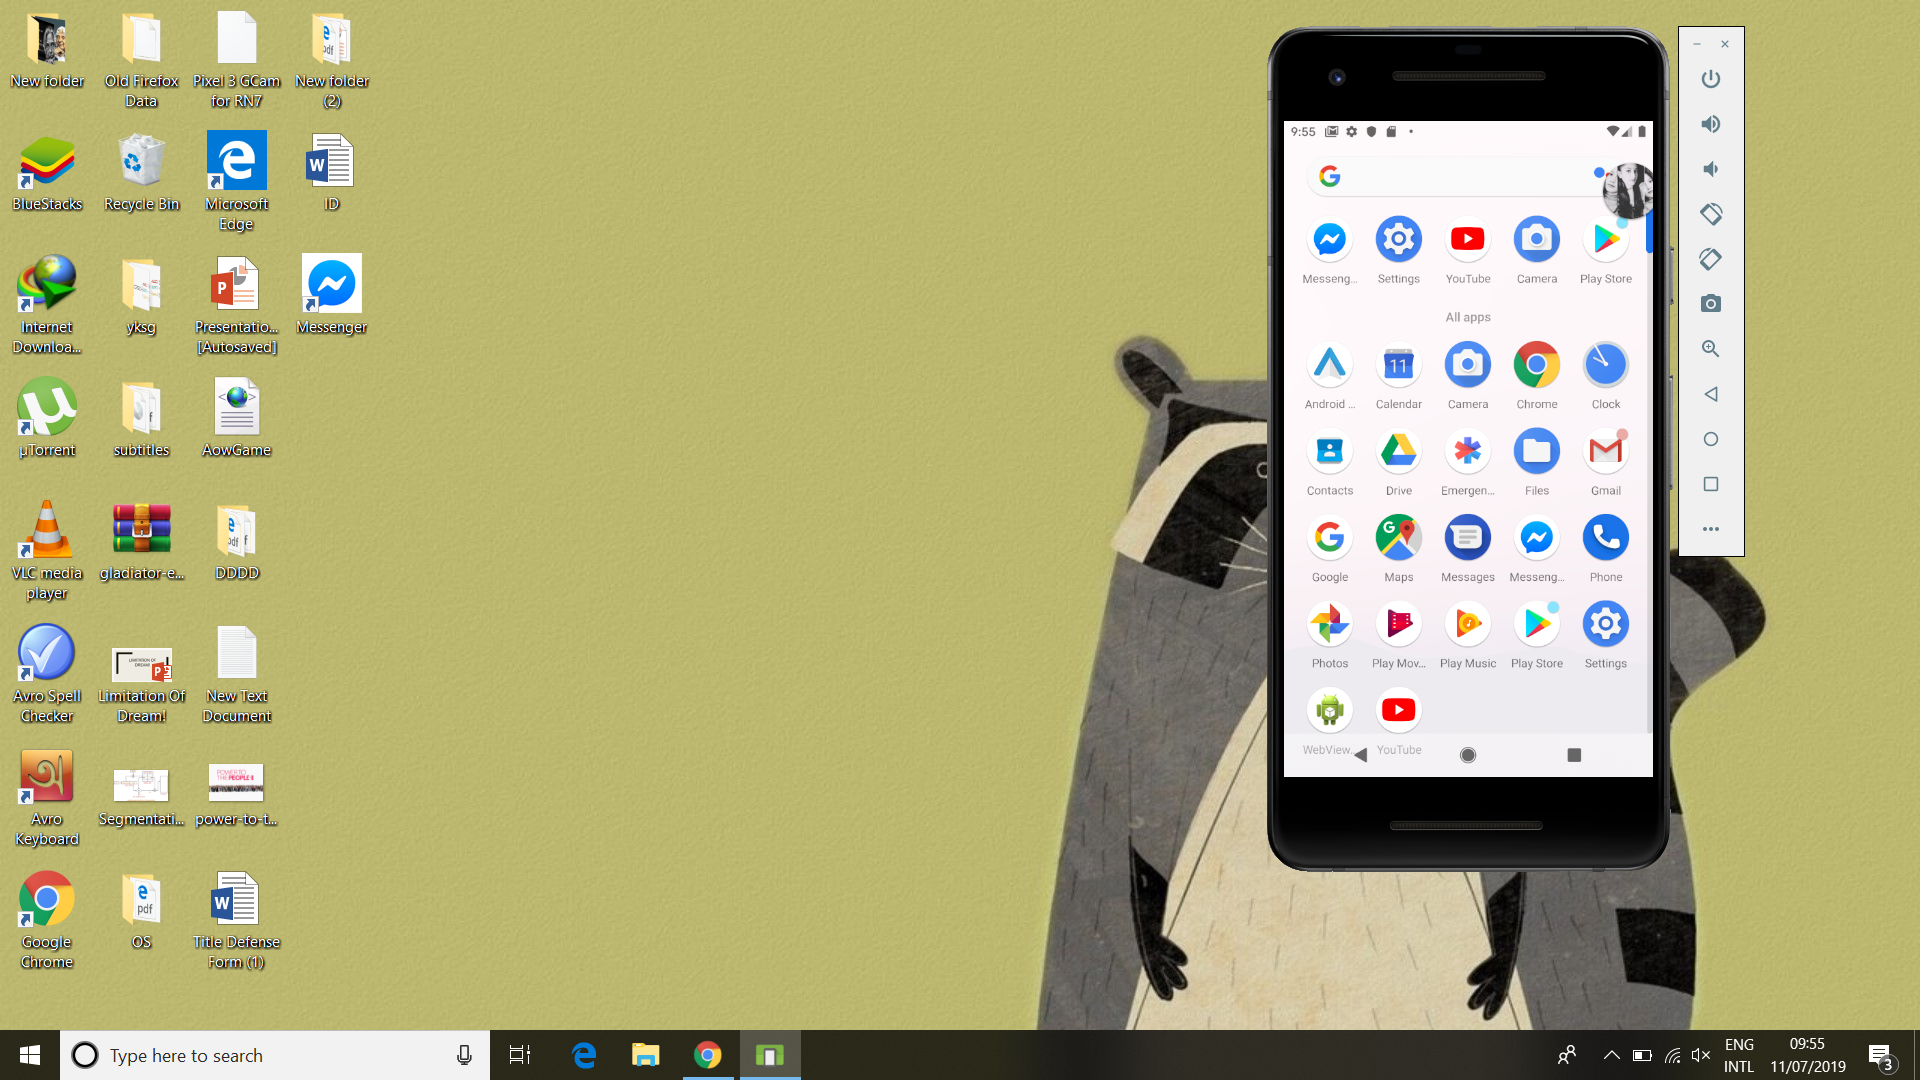 New folder
Old Firefox
Data
Pixel 3 GCam
for RN7
New folder
(2)
BlueStacks
Recycle Bin
Microsoft
Edge
ID
Internet
Downloa...
yksg
Presentatio...
[Autosaved]
Messenger
µTorrent
subtitles
AowGame
VLC media
player
gladiator-e...
DDDD
Avro Spell
Checker
Limitation Of
Dream!
New Text
Document
Avro
Keyboard
Segmentati...
POWER TO
THE PEOPLE
power-to-t...
Google
Chrome
OS
Title Defense
Form (1)
9:55
Messeng...
Settings
YouTube
Camera
Play Store
All apps
11
Android ...
Calendar
Camera
Chrome
Clock
Contacts
Drive
Emergen...
Files
Gmail
Google
Maps
Messages
Messeng...
Phone
Photos
Play Mov...
Play Music
Play Store
Settings
WebView...
YouTube
Type here to search
ENG
INTL
09:55
11/07/2019
3